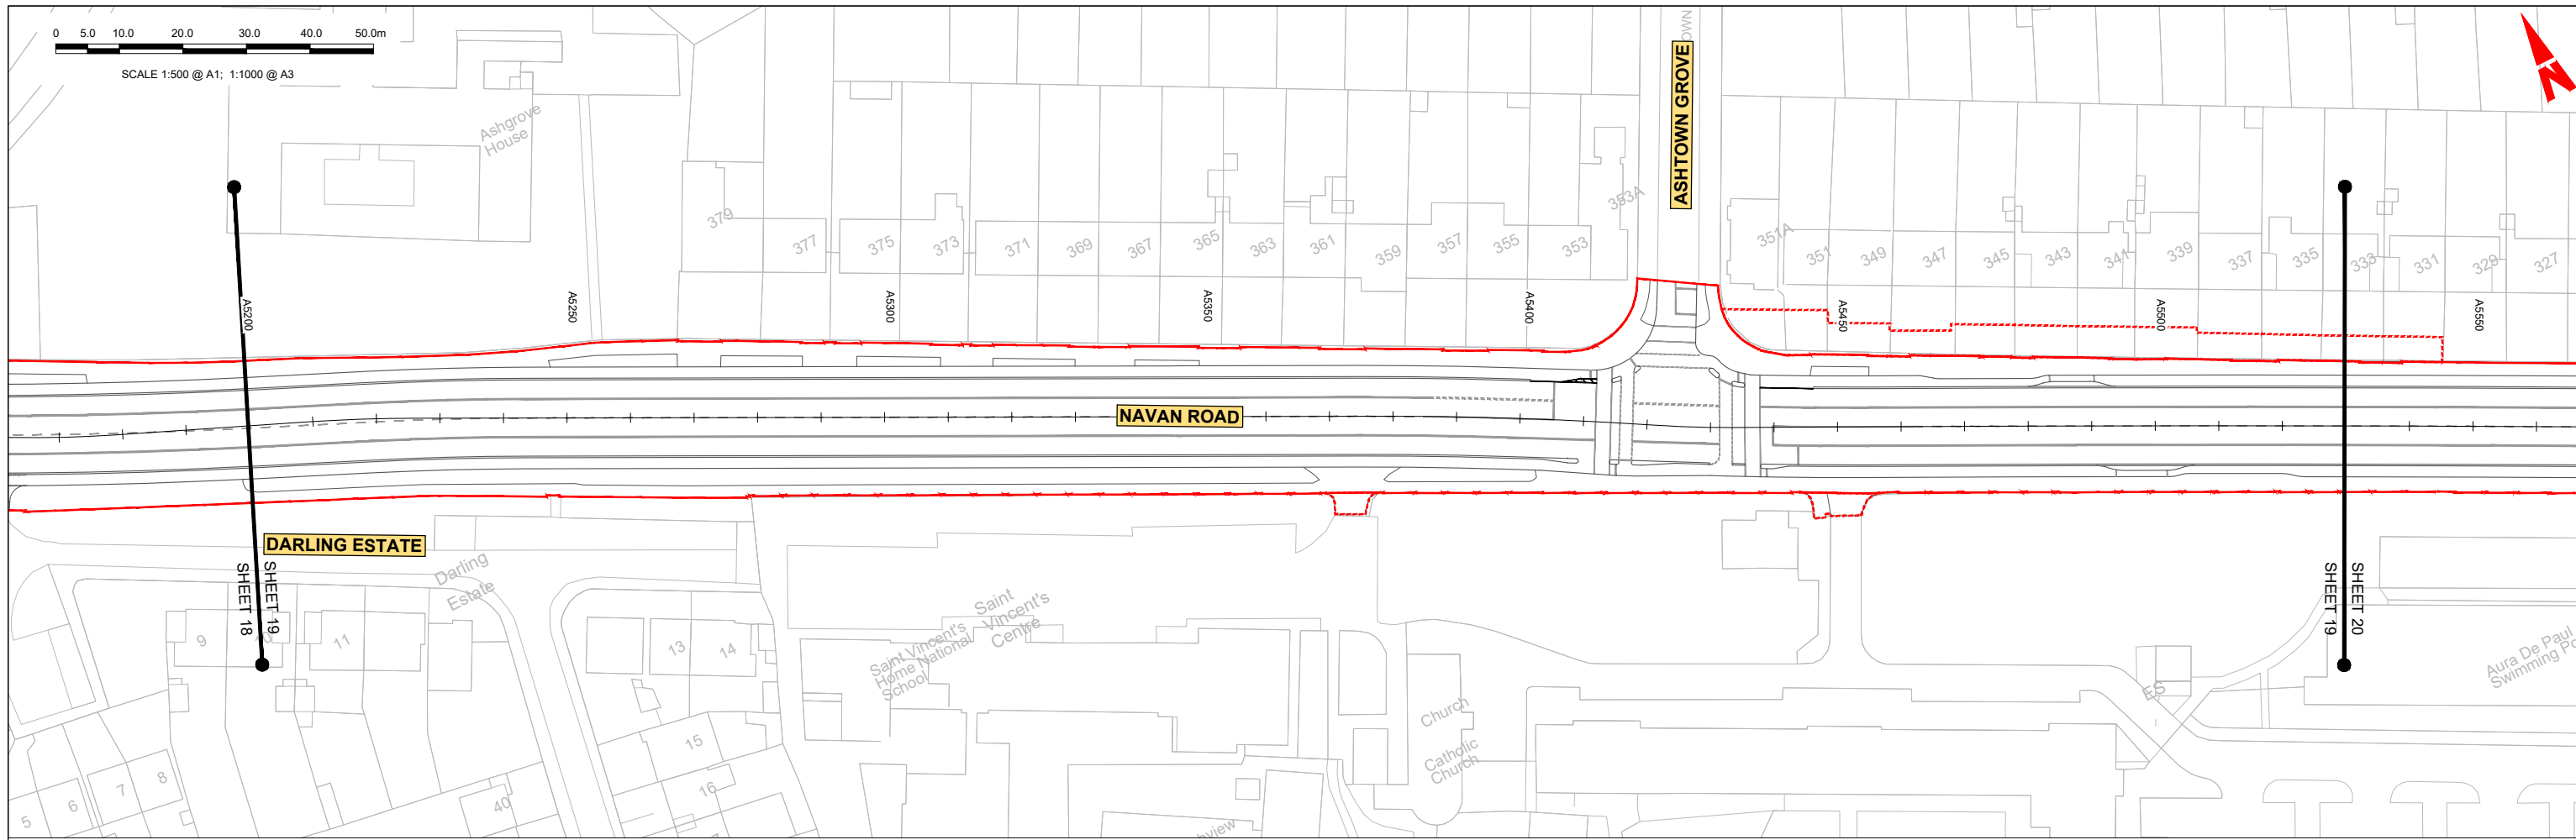 0 5.0 10.0 20.0 30.0 40.0 50.0m
SCALE 1:500 @ A1; 1:1000 @ A3
Ashgrove
House
ASHTOWN GROVE
N
379
377
375
373
371
369
367
365
363
361
359
357
355
353
353A
351A
351
349
347
345
343
341
339
337
335
333
331
329
327
A5200
A5250
A5300
A5350
A5400
A5450
A5500
A5550
NAVAN ROAD
DARLING ESTATE
Darling
Estate
SHEET 19
SHEET 18
SHEET 20
SHEET 19
9
11
13
14
15
16
40
5
6
7
8
Saint Vincent's
Home National
School
Saint
Vincent's
Centre
Church
Catholic
Church
ES
Aura De Paul
Swimming Po